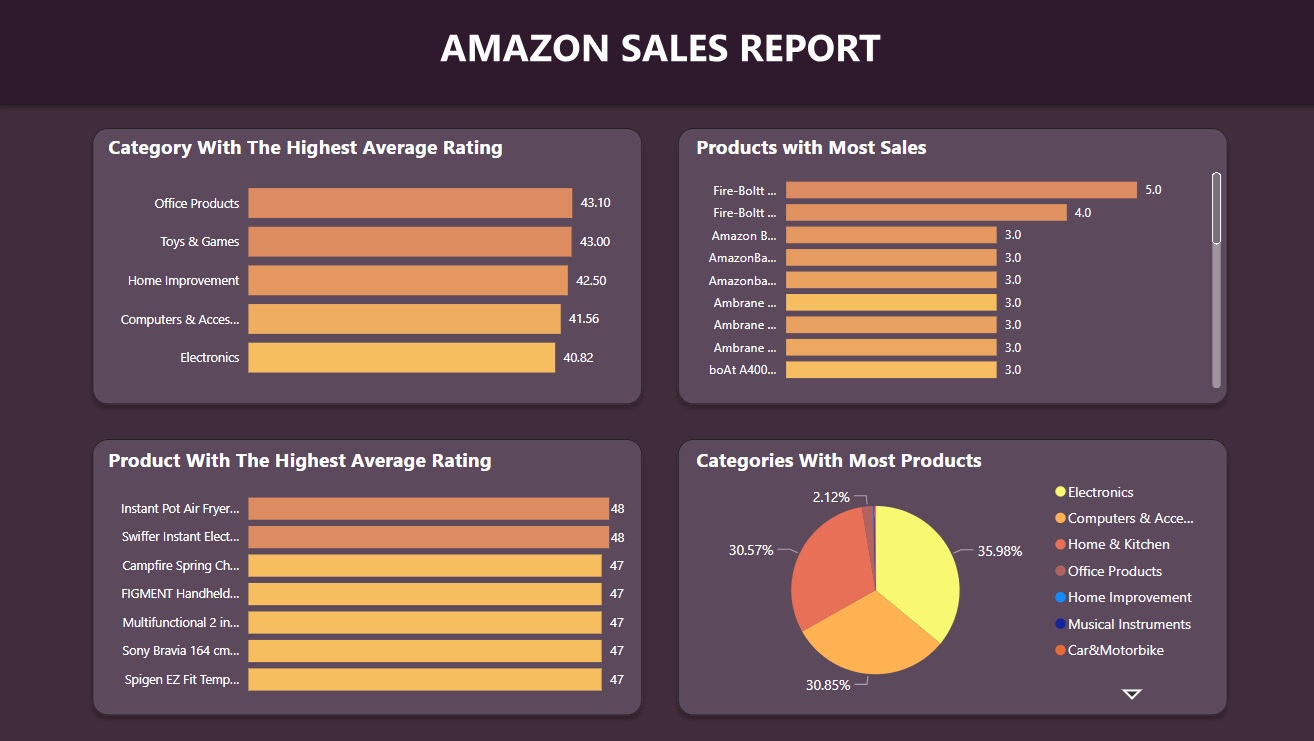 AMAZON SALES REPORT
Category With The Highest Average Rating
Office Products 43.10
Toys & Games 43.00
Home Improvement 42.50
Computers & Acces... 41.56
Electronics 40.82
Products with Most Sales
Fire-Boltt ... 5.0
Fire-Boltt ... 4.0
Amazon B... 3.0
AmazonBa... 3.0
Amazonba... 3.0
Ambrane ... 3.0
Ambrane ... 3.0
Ambrane ... 3.0
boAt A400... 3.0
Product With The Highest Average Rating
Instant Pot Air Fryer... 48
Swiffer Instant Elect... 48
Campfire Spring Ch... 47
FIGMENT Handheld... 47
Multifunctional 2 in... 47
Sony Bravia 164 cm... 47
Spigen EZ Fit Temp... 47
Categories With Most Products
2.12%
30.57%
35.98%
30.85%
Electronics
Computers & Acce...
Home & Kitchen
Office Products
Home Improvement
Musical Instruments
Car&Motorbike